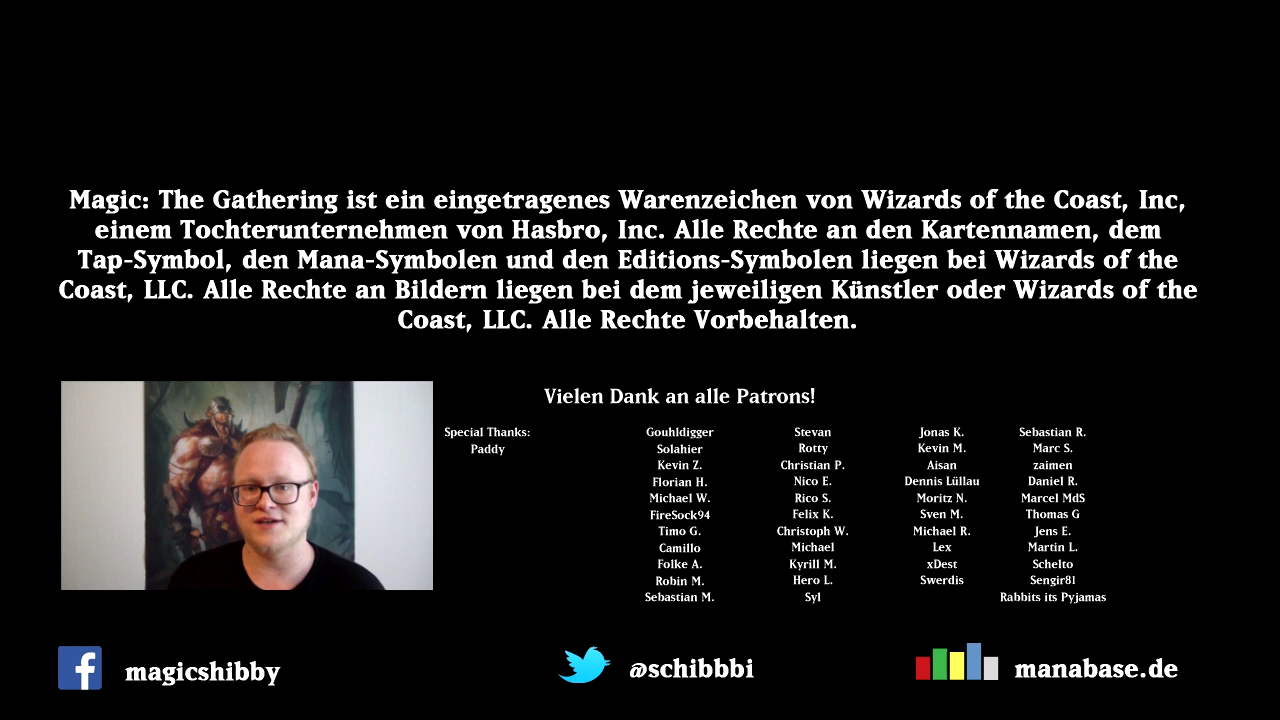 Magic: The Gathering ist ein eingetragenes Warenzeichen von Wizards of the Coast, Inc,
einem Tochterunternehmen von Hasbro, Inc. Alle Rechte an den Kartennamen, dem
Tap-Symbol, den Mana-Symbolen und den Editions-Symbolen liegen bei Wizards of the
Coast, LLC. Alle Rechte an Bildern liegen bei dem jeweiligen Künstler oder Wizards of the
Coast, LLC. Alle Rechte Vorbehalten.
Vielen Dank an alle Patrons!
Special Thanks:
Paddy
Gouhldigger
Solahier
Kevin Z.
Florian H.
Michael W.
FireSock94
Timo G.
Camillo
Folke A.
Robin M.
Sebastian M.
Stevan
Rotty
Christian P.
Nico E.
Rico S.
Felix K.
Christoph W.
Michael
Kyrill M.
Hero L.
Syl
Jonas K.
Kevin M.
Aisan
Dennis Lüllau
Moritz N.
Sven M.
Michael R.
Lex
xDest
Swerdis
Sebastian R.
Marc S.
zaimen
Daniel R.
Marcel MdS
Thomas G
Jens E.
Martin L.
Schelto
Sengir81
Rabbits its Pyjamas
magicshibby
@schibbbi
manabase.de